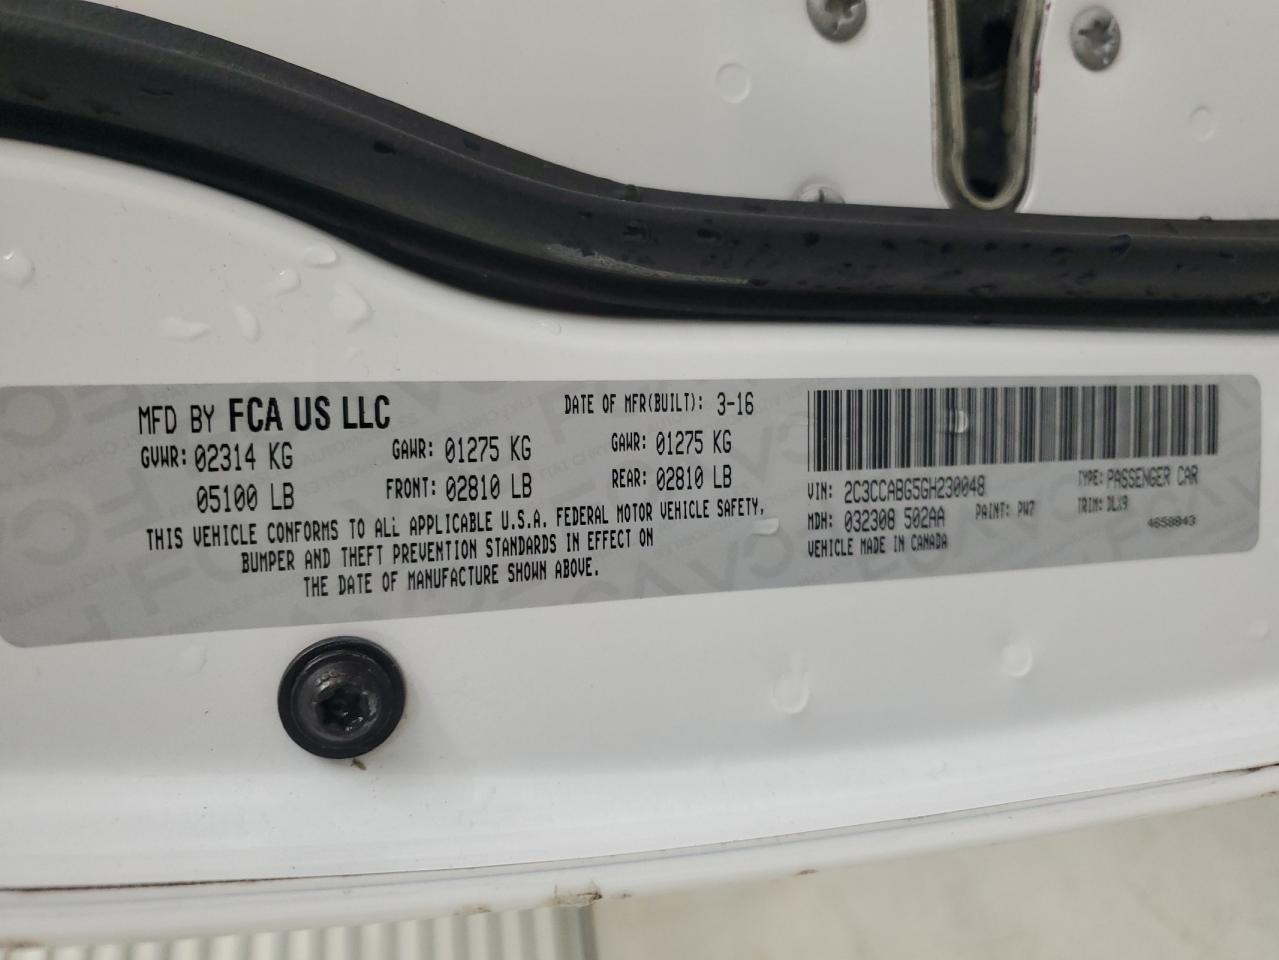 MFD BY FCA US LLC
DATE OF MFR(BUILT): 3-16
GVWR: 02314 KG GAWR: 01275 KG GAWR: 01275 KG
05100 LB FRONT: 02810 LB REAR: 02810 LB
THIS VEHICLE CONFORMS TO ALL APPLICABLE U.S.A. FEDERAL MOTOR VEHICLE SAFETY,
BUMPER AND THEFT PREVENTION STANDARDS IN EFFECT ON
THE DATE OF MANUFACTURE SHOWN ABOVE.
VIN: 2C3CCABG5GH230048 TYPE: PASSENGER CAR
MDH: 032308 502AA PAINT: PW7 TRIM: DLX9
VEHICLE MADE IN CANADA 4658843